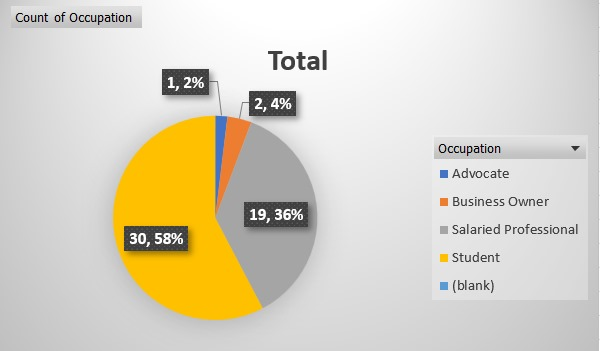 Count of Occupation
Total
1, 2%
2, 4%
19, 36%
30, 58%
Occupation
Advocate
Business Owner
Salaried Professional
Student
(blank)